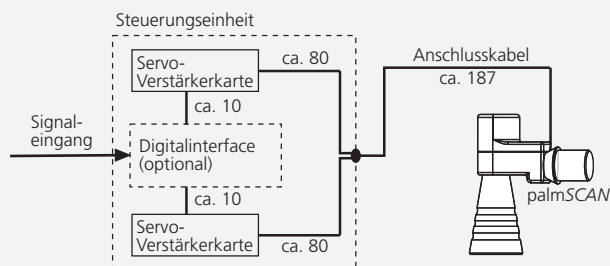 Steuerungseinheit
Servo-
Verstärkerkarte
ca. 80
ca. 10
Signal-
eingang
Digitalinterface
(optional)
ca. 10
Servo-
Verstärkerkarte
ca. 80
Anschlusskabel
ca. 187
palmSCAN